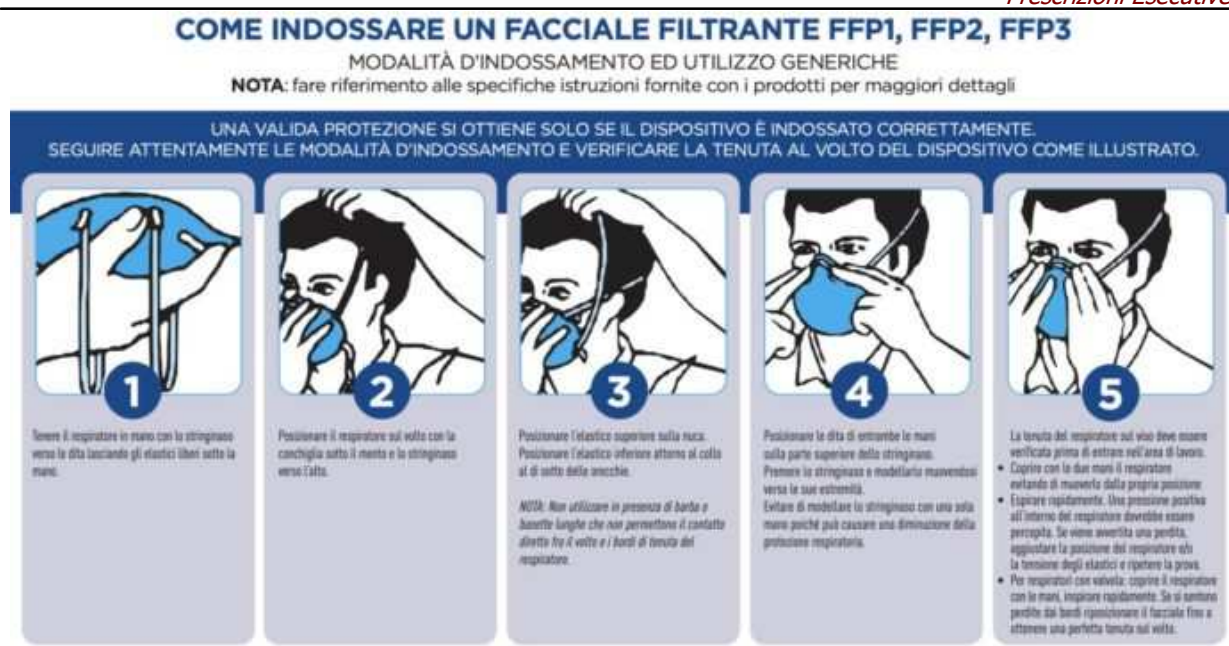 Prescrizioni Esecutive
COME INDOSSARE UN FACCIALE FILTRANTE FFP1, FFP2, FFP3
MODALITÀ D'INDOSSAMENTO ED UTILIZZO GENERICHE
NOTA: fare riferimento alle specifiche istruzioni fornite con i prodotti per maggiori dettagli
UNA VALIDA PROTEZIONE SI OTTIENE SOLO SE IL DISPOSITIVO È INDOSSATO CORRETTAMENTE.
SEGUIRE ATTENTAMENTE LE MODALITÀ D'INDOSSAMENTO E VERIFICARE LA TENUTA AL VOLTO DEL DISPOSITIVO COME ILLUSTRATO.
1
Tenere il respiratore in mano con lo stringinaso
verso le dita lasciando gli elastici liberi sotto la
mano.
2
Posizionare il respiratore sul volto con la
conchiglia sotto il mento e lo stringinaso
verso l'alto.
3
Posizionare l'elastico superiore sulla nuca.
Posizionare l'elastico inferiore attorno al collo
al di sotto delle orecchie.
NOTA: Non utilizzare in presenza di barba o
basette lunghe che non permettono il contatto
diretto fra il volto e i bordi di tenuta del
respiratore.
4
Posizionare le dita di entrambe le mani
sulla parte superiore dello stringinaso.
Premere lo stringinaso e modellarlo muovendosi
verso le sue estremità.
Evitare di modellare lo stringinaso con una sola
mano poiché può causare una diminuzione della
protezione respiratoria.
5
La tenuta del respiratore sul viso deve essere
verificata prima di entrare nell'area di lavoro.
• Coprire con le due mani il respiratore
evitando di muoverlo dalla propria posizione
• Espirare rapidamente. Una pressione positiva
all'interno del respiratore dovrebbe essere
percepita. Se viene avvertita una perdita,
aggiustare la posizione del respiratore e/o
la tensione degli elastici e ripetere la prova.
• Per respiratori con valvola: coprire il respiratore
con le mani, inspirare rapidamente. Se si sentono
perdite dai bordi riposizionare il facciale fino a
ottenere una perfetta tenuta sul volto.